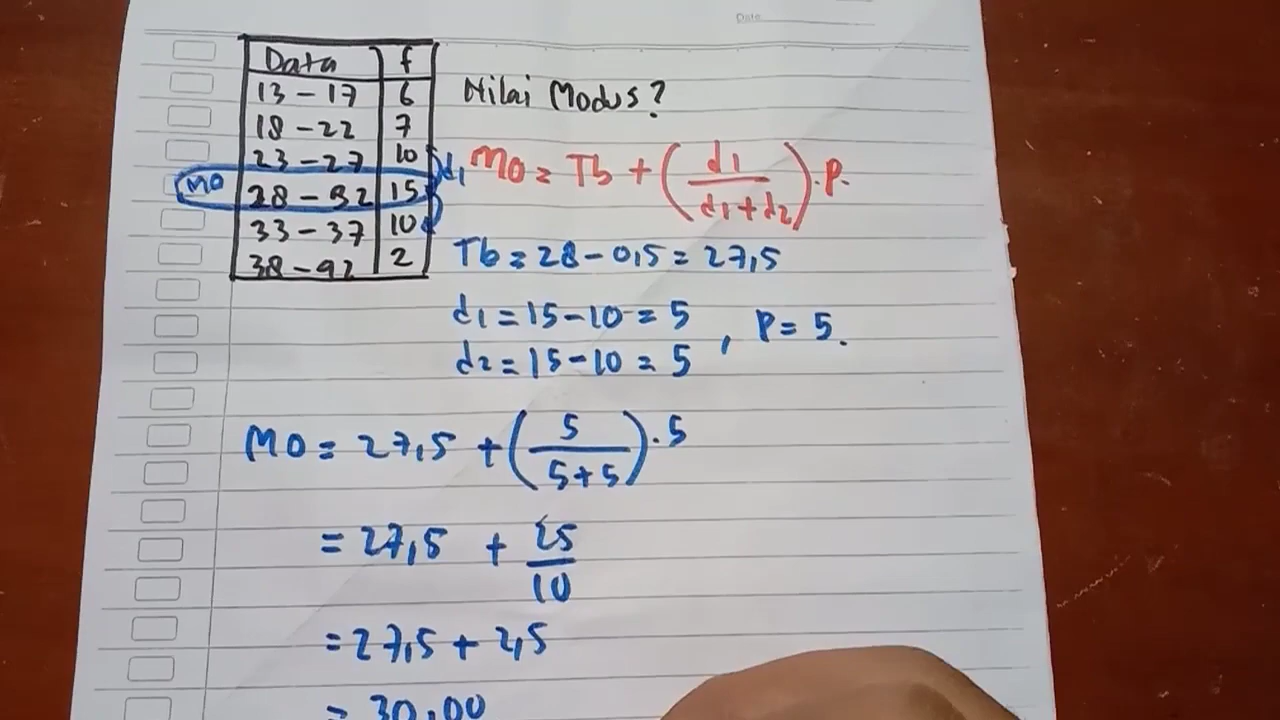 Date
Data f
13 - 17 6
18 - 22 7
23 - 27 10
Mo 28 - 32 15
33 - 37 10
38 - 42 2
d1
Nilai Modus?
Mo = Tb + (d1/d1+d2).P.
Tb = 28 - 0,5 = 27,5
d1 = 15 - 10 = 5
d2 = 15 - 10 = 5 , P = 5.
Mo = 27,5 + (5/5+5).5
= 27,5 + 25/10
= 27,5 + 2,5
= 30,00